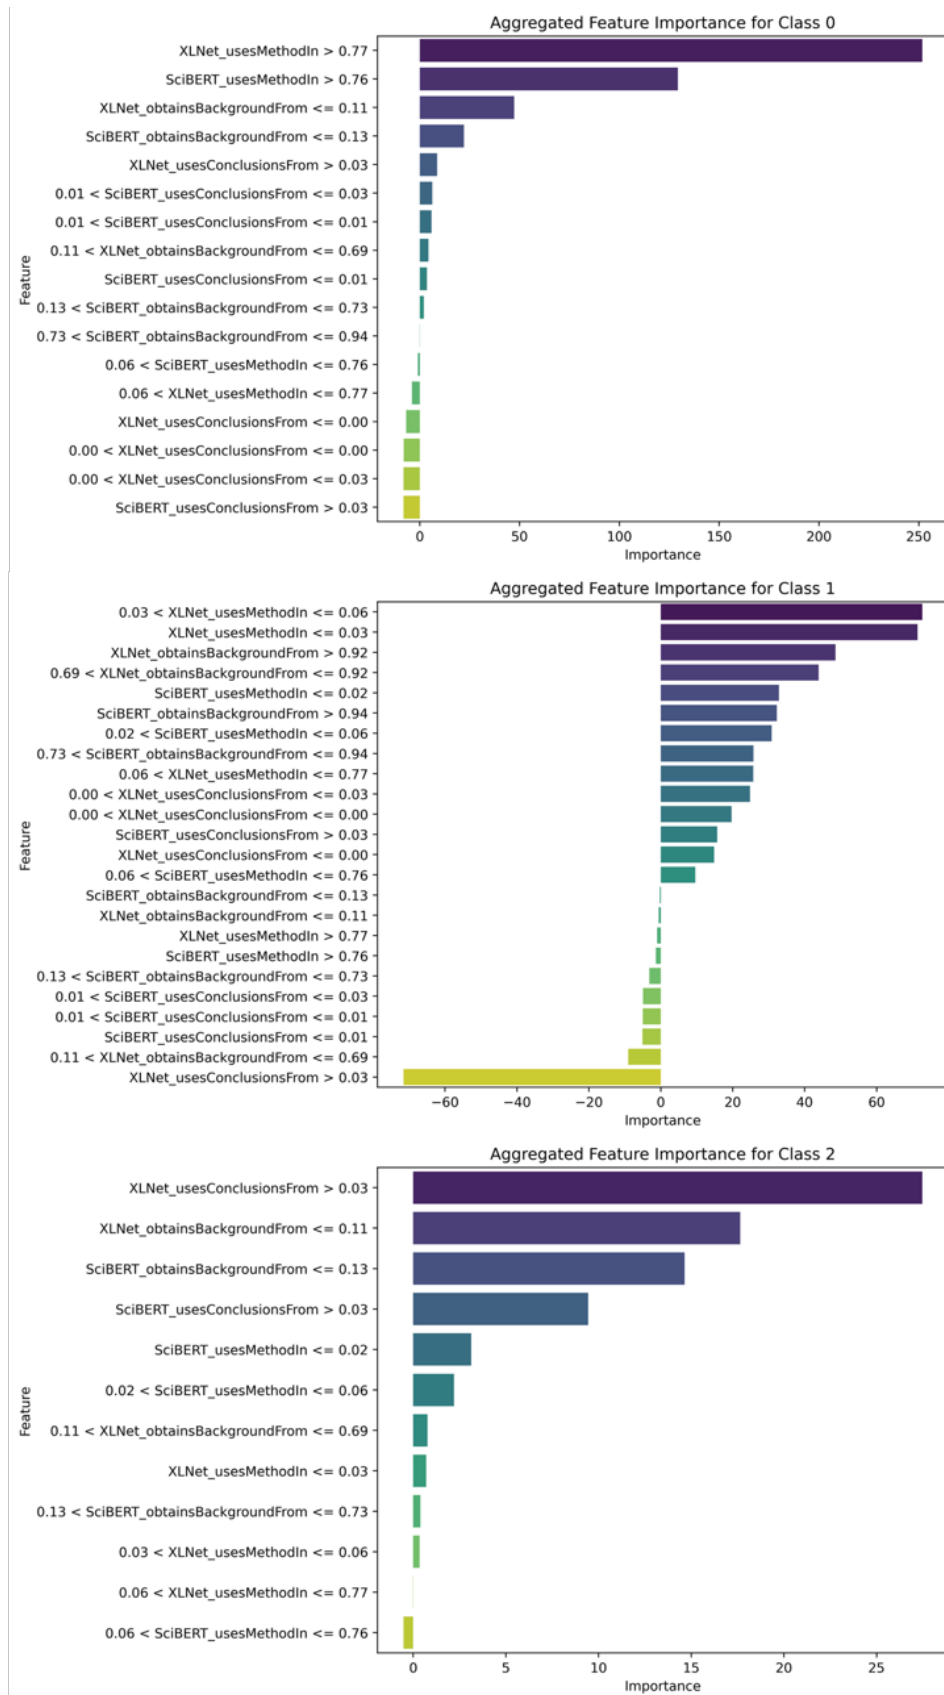 Aggregated Feature Importance for Class 0
XLNet_usesMethodIn > 0.77
SciBERT_usesMethodIn > 0.76
XLNet_obtainsBackgroundFrom <= 0.11
SciBERT_obtainsBackgroundFrom <= 0.13
XLNet_usesConclusionsFrom > 0.03
0.01 < SciBERT_usesConclusionsFrom <= 0.03
0.01 < SciBERT_usesConclusionsFrom <= 0.01
0.11 < XLNet_obtainsBackgroundFrom <= 0.69
SciBERT_usesConclusionsFrom <= 0.01
0.13 < SciBERT_obtainsBackgroundFrom <= 0.73
0.73 < SciBERT_obtainsBackgroundFrom <= 0.94
0.06 < SciBERT_usesMethodIn <= 0.76
0.06 < XLNet_usesMethodIn <= 0.77
XLNet_usesConclusionsFrom <= 0.00
0.00 < XLNet_usesConclusionsFrom <= 0.00
0.00 < XLNet_usesConclusionsFrom <= 0.03
SciBERT_usesConclusionsFrom > 0.03
Feature
0 50 100 150 200 250
Importance
Aggregated Feature Importance for Class 1
0.03 < XLNet_usesMethodIn <= 0.06
XLNet_usesMethodIn <= 0.03
XLNet_obtainsBackgroundFrom > 0.92
0.69 < XLNet_obtainsBackgroundFrom <= 0.92
SciBERT_usesMethodIn <= 0.02
SciBERT_obtainsBackgroundFrom > 0.94
0.02 < SciBERT_usesMethodIn <= 0.06
0.73 < SciBERT_obtainsBackgroundFrom <= 0.94
0.06 < XLNet_usesMethodIn <= 0.77
0.00 < XLNet_usesConclusionsFrom <= 0.03
0.00 < XLNet_usesConclusionsFrom <= 0.00
SciBERT_usesConclusionsFrom > 0.03
XLNet_usesConclusionsFrom <= 0.00
0.06 < SciBERT_usesMethodIn <= 0.76
SciBERT_obtainsBackgroundFrom <= 0.13
XLNet_obtainsBackgroundFrom <= 0.11
XLNet_usesMethodIn > 0.77
SciBERT_usesMethodIn > 0.76
0.13 < SciBERT_obtainsBackgroundFrom <= 0.73
0.01 < SciBERT_usesConclusionsFrom <= 0.03
0.01 < SciBERT_usesConclusionsFrom <= 0.01
SciBERT_usesConclusionsFrom <= 0.01
0.11 < XLNet_obtainsBackgroundFrom <= 0.69
XLNet_usesConclusionsFrom > 0.03
Feature
−60 −40 −20 0 20 40 60
Importance
Aggregated Feature Importance for Class 2
XLNet_usesConclusionsFrom > 0.03
XLNet_obtainsBackgroundFrom <= 0.11
SciBERT_obtainsBackgroundFrom <= 0.13
SciBERT_usesConclusionsFrom > 0.03
SciBERT_usesMethodIn <= 0.02
0.02 < SciBERT_usesMethodIn <= 0.06
0.11 < XLNet_obtainsBackgroundFrom <= 0.69
XLNet_usesMethodIn <= 0.03
0.13 < SciBERT_obtainsBackgroundFrom <= 0.73
0.03 < XLNet_usesMethodIn <= 0.06
0.06 < XLNet_usesMethodIn <= 0.77
0.06 < SciBERT_usesMethodIn <= 0.76
Feature
0 5 10 15 20 25
Importance